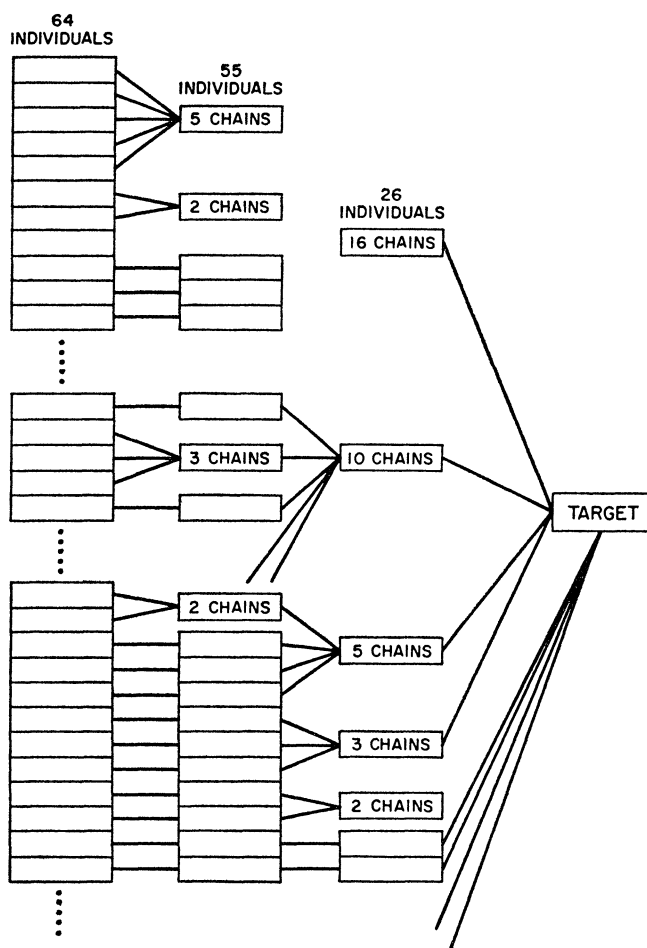 64
INDIVIDUALS
55
INDIVIDUALS
5 CHAINS
2 CHAINS
26
INDIVIDUALS
16 CHAINS
3 CHAINS
10 CHAINS
TARGET
2 CHAINS
5 CHAINS
3 CHAINS
2 CHAINS